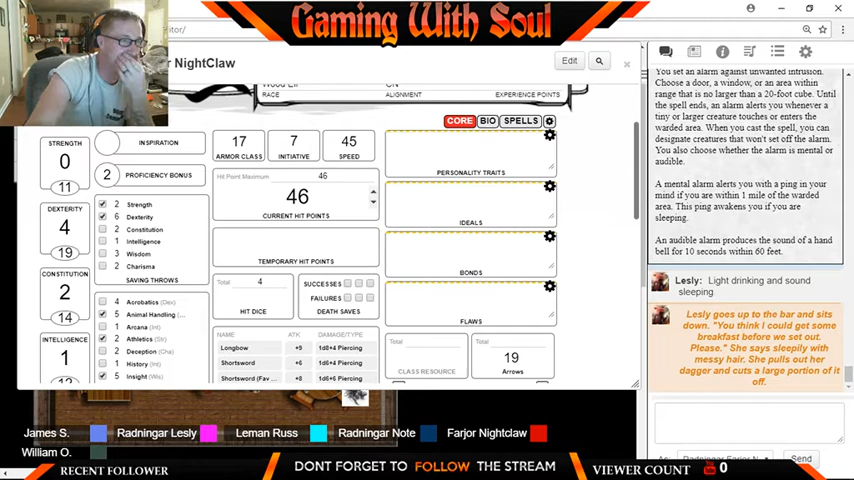 Gaming With Soul
itor/
or NightClaw
Edit
Wood Elf
CN
RACE
ALIGNMENT
EXPERIENCE POINTS
CORE
BIO
SPELLS
STRENGTH
0
11
DEXTERITY
4
19
CONSTITUTION
2
14
INTELLIGENCE
1
INSPIRATION
2
PROFICIENCY BONUS
2 Strength
6 Dexterity
2 Constitution
1 Intelligence
3 Wisdom
2 Charisma
SAVING THROWS
4 Acrobatics (Dex)
5 Animal Handling (...
1 Arcana (Int)
2 Athletics (Str)
2 Deception (Cha)
1 History (Int)
5 Insight (Wis)
17
ARMOR CLASS
7
INITIATIVE
45
SPEED
Hit Point Maximum
46
46
CURRENT HIT POINTS
TEMPORARY HIT POINTS
Total
4
HIT DICE
SUCCESSES
FAILURES
DEATH SAVES
NAME ATK DAMAGE/TYPE
Longbow +9 1d8+4 Piercing
Shortsword +6 1d6+4 Piercing
Shortsword (Fav ... +8 1d6+6 Piercing
PERSONALITY TRAITS
IDEALS
BONDS
FLAWS
Total
CLASS RESOURCE
Total
19
Arrows
You set an alarm against unwanted intrusion.
Choose a door, a window, or an area within
range that is no larger than a 20-foot cube. Until
the spell ends, an alarm alerts you whenever a
tiny or larger creature touches or enters the
warded area. When you cast the spell, you can
designate creatures that won't set off the alarm.
You also choose whether the alarm is mental or
audible.
A mental alarm alerts you with a ping in your
mind if you are within 1 mile of the warded
area. This ping awakens you if you are
sleeping.
An audible alarm produces the sound of a hand
bell for 10 seconds within 60 feet.
Lesly: Light drinking and sound
sleeping
Lesly goes up to the bar and sits
down. "You think I could get some
breakfast before we set out.
Please." She says sleepily with
messy hair. She pulls out her
dagger and cuts a large portion of it
off.
As:
Send
James S.
Radningar Lesly
Leman Russ
Radningar Note
Farjor Nightclaw
William O.
RECENT FOLLOWER
DONT FORGET TO FOLLOW THE STREAM
VIEWER COUNT
0